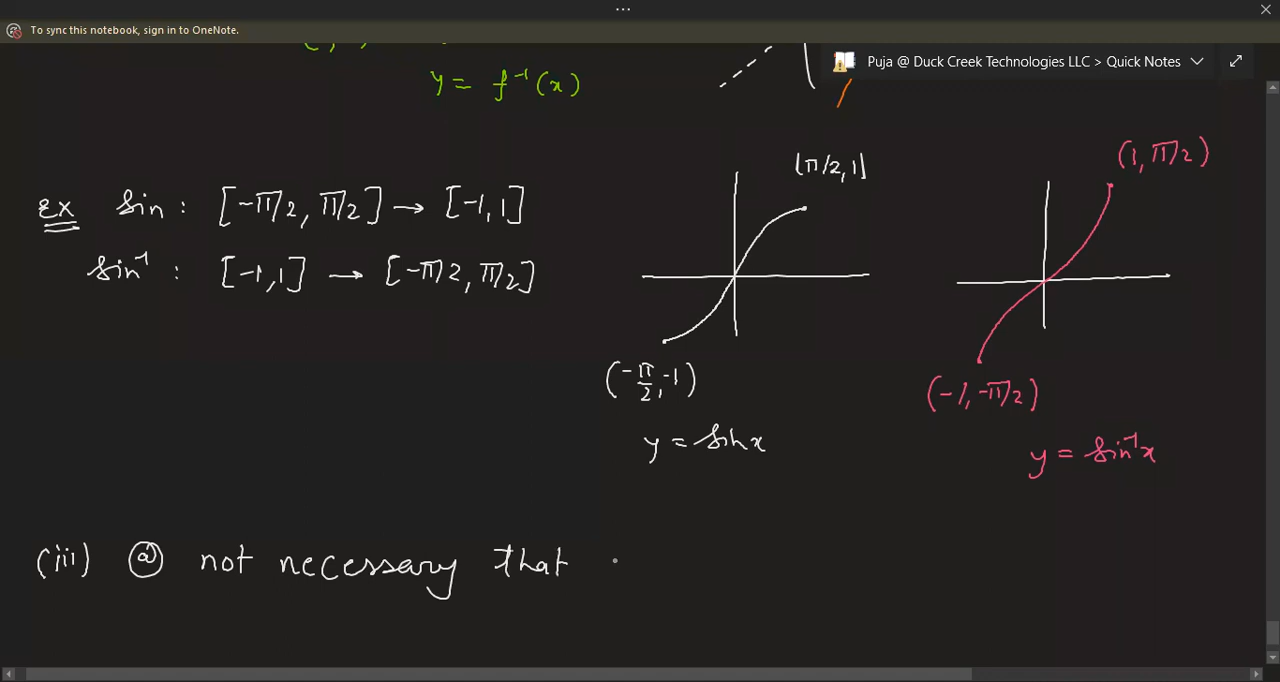 To sync this notebook, sign in to OneNote.
Puja @ Duck Creek Technologies LLC > Quick Notes
y = f⁻¹(x)
Ex sin : [-π/2, π/2] → [-1, 1]
sin⁻¹ : [-1, 1] → [-π/2, π/2]
(π/2, 1)
(-π/2, -1)
y = sin x
(1, π/2)
(-1, -π/2)
y = sin⁻¹x
(iii) ⓐ not necessary that